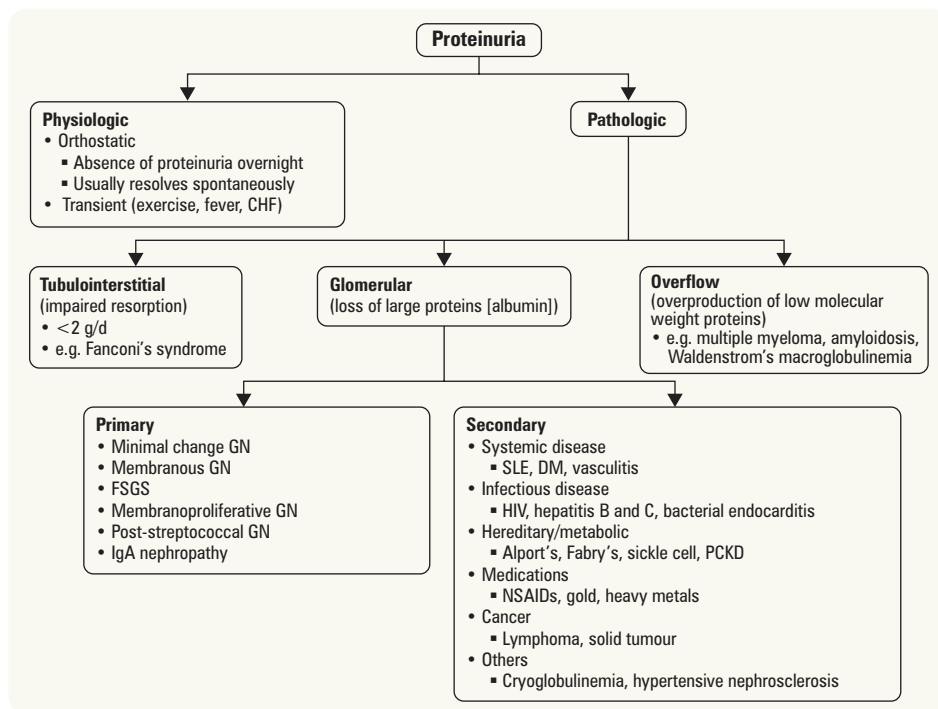 Proteinuria
Physiologic
• Orthostatic
▪ Absence of proteinuria overnight
▪ Usually resolves spontaneously
• Transient (exercise, fever, CHF)
Pathologic
Tubulointerstitial
(impaired resorption)
• <2 g/d
• e.g. Fanconi's syndrome
Glomerular
(loss of large proteins [albumin])
Overflow
(overproduction of low molecular
weight proteins)
• e.g. multiple myeloma, amyloidosis,
Waldenstrom's macroglobulinemia
Primary
• Minimal change GN
• Membranous GN
• FSGS
• Membranoproliferative GN
• Post-streptococcal GN
• IgA nephropathy
Secondary
• Systemic disease
▪ SLE, DM, vasculitis
• Infectious disease
▪ HIV, hepatitis B and C, bacterial endocarditis
• Hereditary/metabolic
▪ Alport's, Fabry's, sickle cell, PCKD
• Medications
▪ NSAIDs, gold, heavy metals
• Cancer
▪ Lymphoma, solid tumour
• Others
▪ Cryoglobulinemia, hypertensive nephrosclerosis